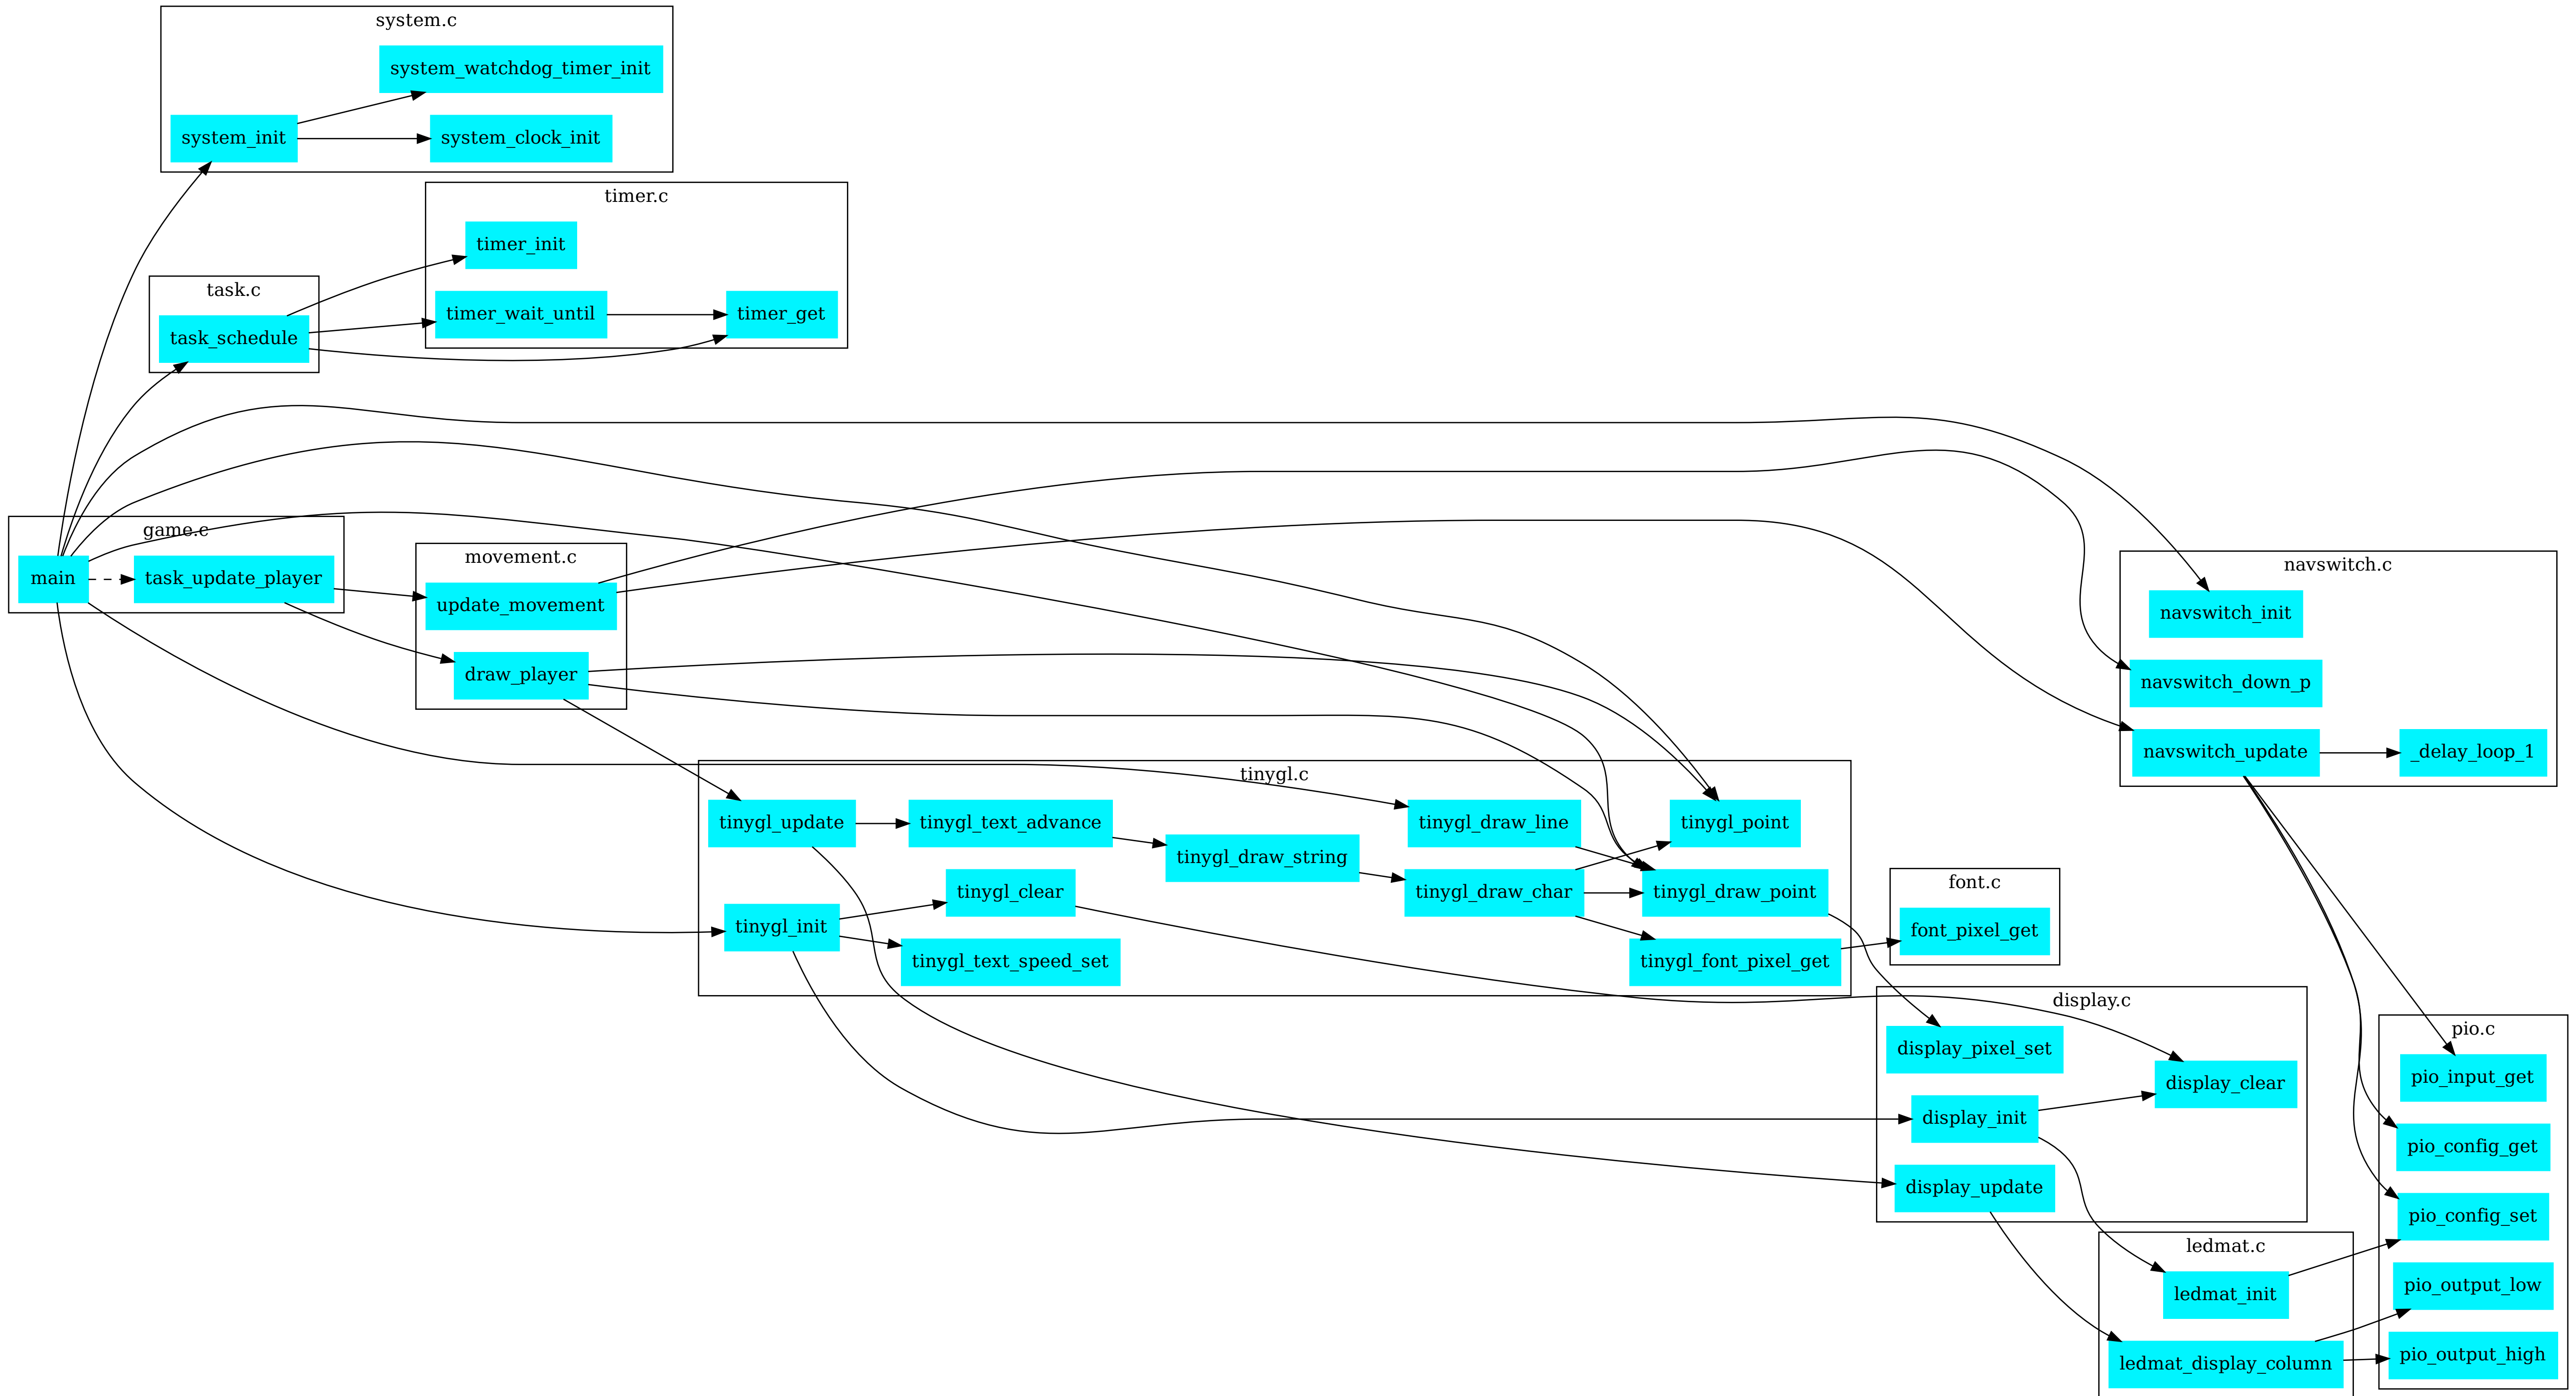 system.c
system_watchdog_timer_init
system_init
system_clock_init
timer.c
timer_init
timer_wait_until
timer_get
task.c
task_schedule
game.c
main
task_update_player
movement.c
update_movement
draw_player
navswitch.c
navswitch_init
navswitch_down_p
navswitch_update
_delay_loop_1
tinygl.c
tinygl_update
tinygl_text_advance
tinygl_draw_line
tinygl_point
tinygl_draw_string
tinygl_clear
tinygl_draw_char
tinygl_draw_point
tinygl_init
tinygl_text_speed_set
tinygl_font_pixel_get
font.c
font_pixel_get
display.c
display_pixel_set
display_clear
display_init
display_update
pio.c
pio_input_get
pio_config_get
pio_config_set
pio_output_low
pio_output_high
ledmat.c
ledmat_init
ledmat_display_column